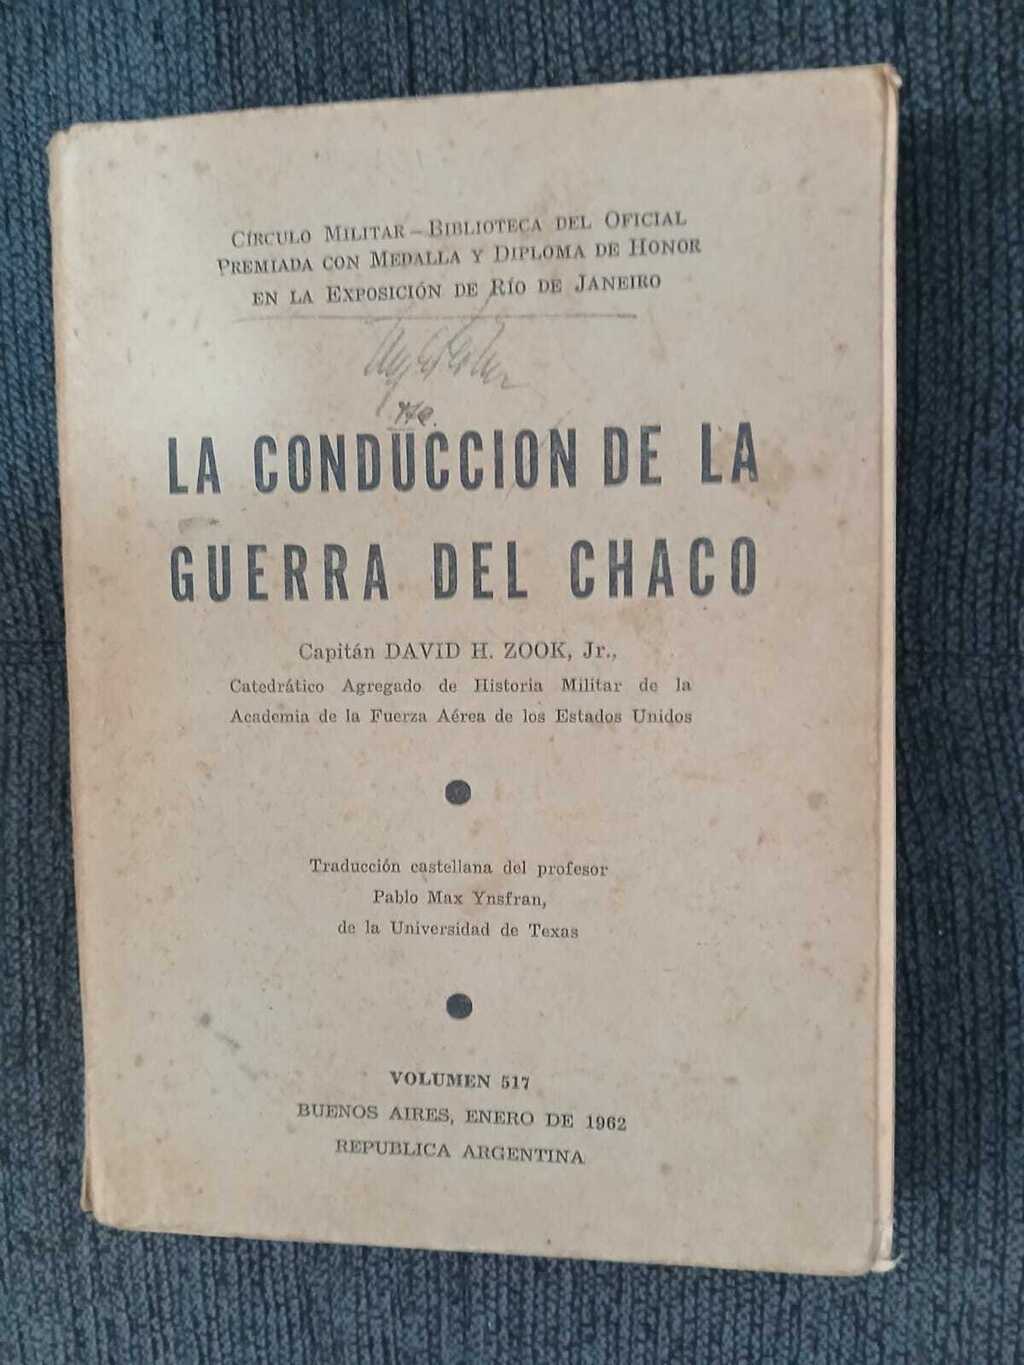 CÍRCULO MILITAR – BIBLIOTECA DEL OFICIAL
PREMIADA CON MEDALLA Y DIPLOMA DE HONOR
EN LA EXPOSICIÓN DE RÍO DE JANEIRO
LA CONDUCCION DE LA
GUERRA DEL CHACO
Capitán DAVID H. ZOOK, Jr.,
Catedrático Agregado de Historia Militar de la
Academia de la Fuerza Aérea de los Estados Unidos
Traducción castellana del profesor
Pablo Max Ynsfran,
de la Universidad de Texas
VOLUMEN 517
BUENOS AIRES, ENERO DE 1962
REPUBLICA ARGENTINA